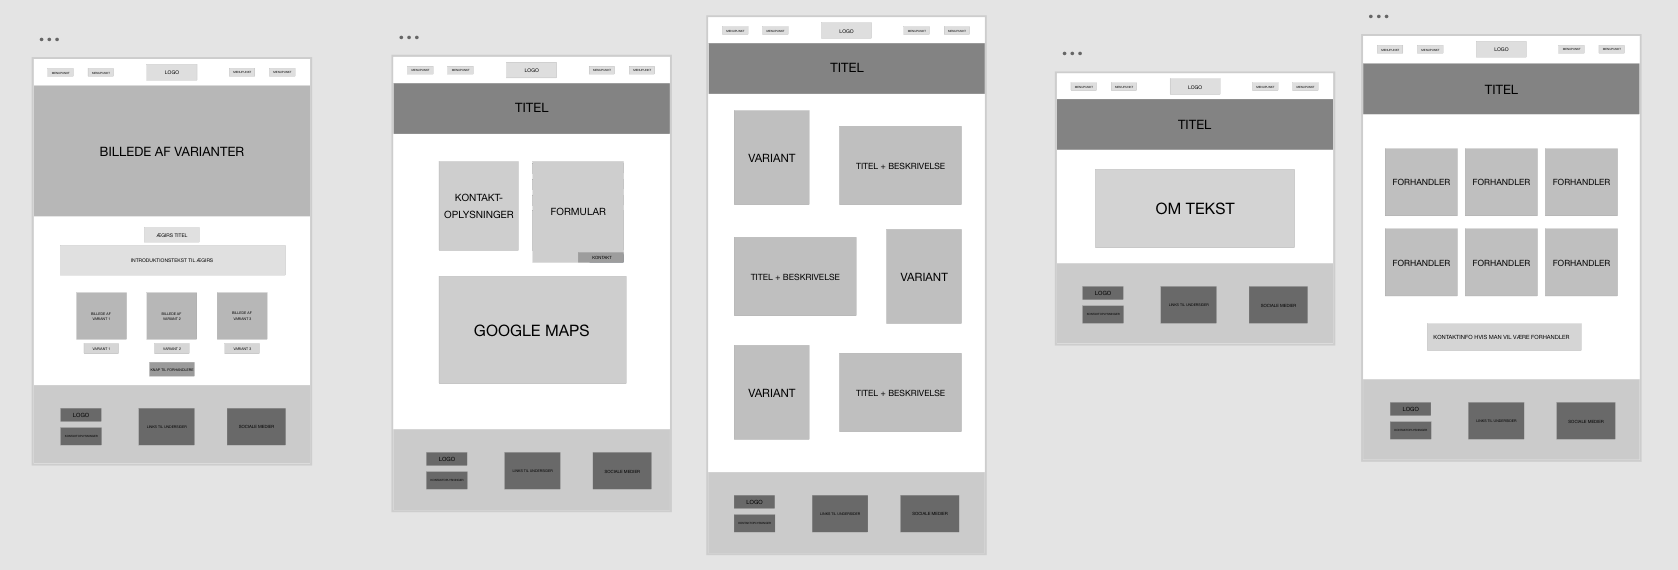 MENUPUNKT
MENUPUNKT
LOGO
MENUPUNKT
MENUPUNKT
BILLEDE AF VARIANTER
ÆGIRS TITEL
INTRODUKTIONSTEKST TIL ÆGIRS
BILLEDE AF
VARIANT 1
BILLEDE AF
VARIANT 2
BILLEDE AF
VARIANT 3
VARIANT 1
VARIANT 2
VARIANT 3
KNAP TIL FORHANDLERE
LOGO
LINKS TIL UNDERSIDER
SOCIALE MEDIER
MENUPUNKT
MENUPUNKT
LOGO
MENUPUNKT
MENUPUNKT
TITEL
KONTAKT-
OPLYSNINGER
FORMULAR
KONTAKT
GOOGLE MAPS
LOGO
LINKS TIL UNDERSIDER
SOCIALE MEDIER
MENUPUNKT
MENUPUNKT
LOGO
MENUPUNKT
MENUPUNKT
TITEL
VARIANT
TITEL + BESKRIVELSE
TITEL + BESKRIVELSE
VARIANT
VARIANT
TITEL + BESKRIVELSE
LOGO
LINKS TIL UNDERSIDER
SOCIALE MEDIER
MENUPUNKT
MENUPUNKT
LOGO
MENUPUNKT
MENUPUNKT
TITEL
OM TEKST
LOGO
LINKS TIL UNDERSIDER
SOCIALE MEDIER
MENUPUNKT
MENUPUNKT
LOGO
MENUPUNKT
MENUPUNKT
TITEL
FORHANDLER
FORHANDLER
FORHANDLER
FORHANDLER
FORHANDLER
FORHANDLER
KONTAKTINFO HVIS MAN VIL VÆRE FORHANDLER
LOGO
LINKS TIL UNDERSIDER
SOCIALE MEDIER